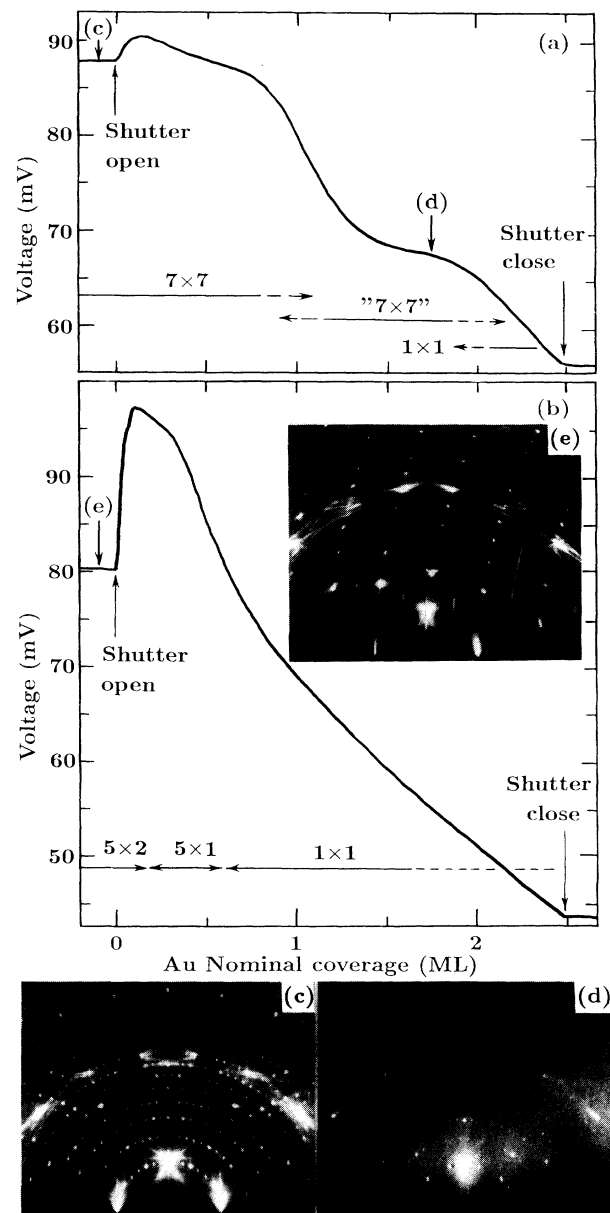 90
(c)
(a)
Shutter
open
80
(d)
70
Shutter
close
7×7
"7×7"
60
1×1
Voltage (mV)
(b)
(e)
90
(e)
80
Shutter
open
70
60
Shutter
close
5×2
5×1
1×1
50
Voltage (mV)
0
1
2
Au Nominal coverage (ML)
(c)
(d)